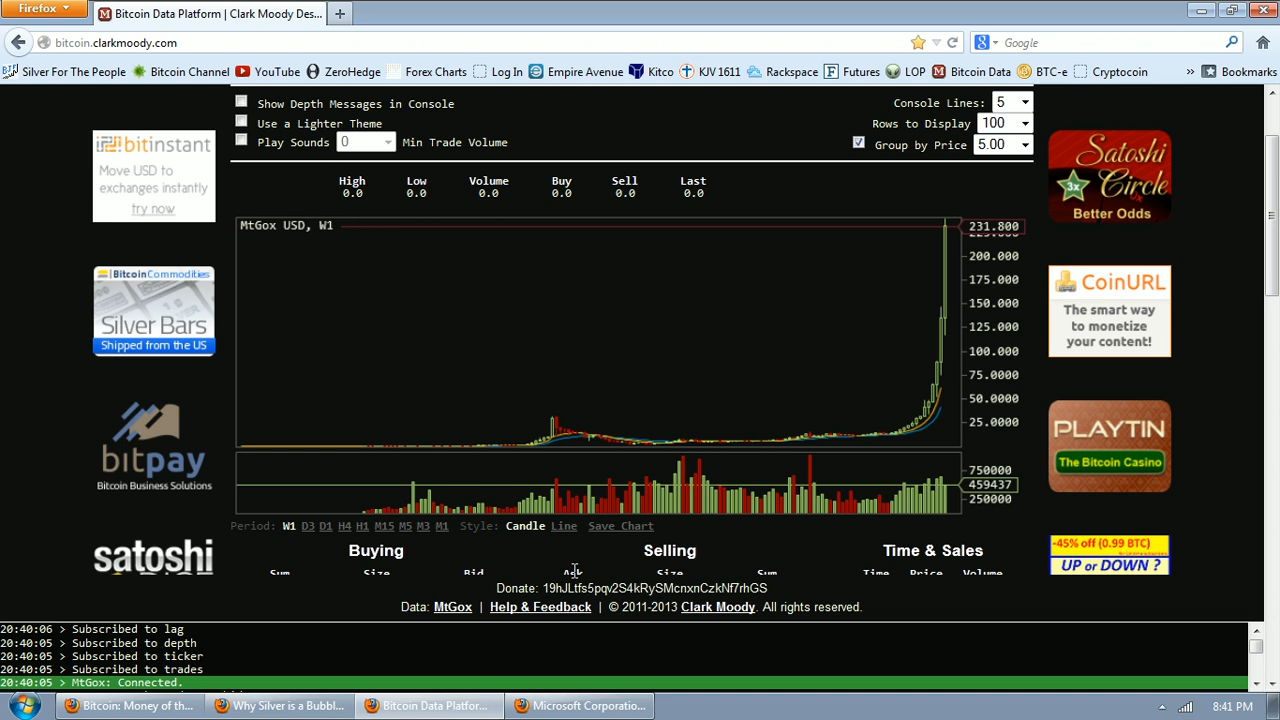 Firefox
Bitcoin Data Platform | Clark Moody Des...
bitcoin.clarkmoody.com
Google
Silver For The People
Bitcoin Channel
YouTube
ZeroHedge
Forex Charts
Log In
Empire Avenue
Kitco
KJV 1611
Rackspace
Futures
LOP
Bitcoin Data
BTC-e
Cryptocoin
»
Bookmarks
Show Depth Messages in Console
Console Lines: 5
Use a Lighter Theme
Rows to Display 100
Play Sounds 0 Min Trade Volume
Group by Price 5.00
bitinstant
Move USD to
exchanges instantly
try now
Satoshi
Circle
3x
Better Odds
High Low Volume Buy Sell Last
0.0 0.0 0.0 0.0 0.0 0.0
MtGox USD, W1
231.800
200.000
175.000
150.000
125.000
100.000
75.0000
50.0000
25.0000
750000
459437
250000
BitcoinCommodities
Silver Bars
Shipped from the US
CoinURL
The smart way
to monetize
your content!
bitpay
Bitcoin Business Solutions
PLAYTIN
The Bitcoin Casino
Period: W1 D3 D1 H4 H1 M15 M5 M3 M1 Style: Candle Line Save Chart
Buying Selling Time & Sales
Sum Size Bid Ask Size Sum Time Price Volume
satoshi
-45% off (0.99 BTC)
UP or DOWN ?
Donate: 19hJLtfs5pqv2S4kRySMcnxnCzkNf7rhGS
Data: MtGox | Help & Feedback | © 2011-2013 Clark Moody. All rights reserved.
20:40:06 > Subscribed to lag
20:40:05 > Subscribed to depth
20:40:05 > Subscribed to ticker
20:40:05 > Subscribed to trades
20:40:05 > MtGox: Connected.
Bitcoin: Money of th...
Why Silver is a Bubbl...
Bitcoin Data Platfor...
Microsoft Corporatio...
8:41 PM